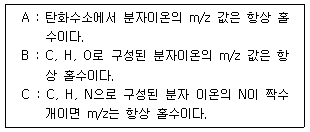 A : 탄화수소에서 분자이온의 m/z 값은 항상 홀
수이다.
B : C, H, O로 구성된 분자이온의 m/z 값은 항
상 홀수이다.
C : C, H, N으로 구성된 분자 이온의 N이 짝수
개이면 m/z는 항상 홀수이다.